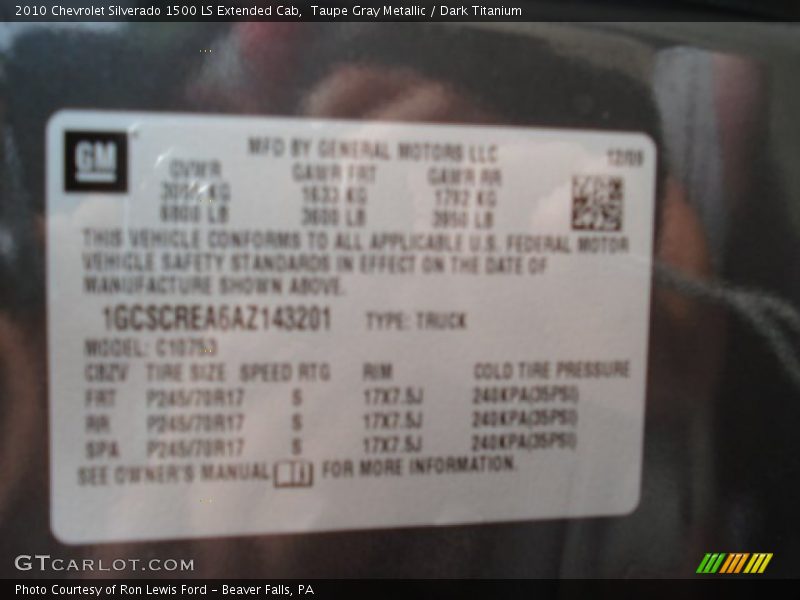 2010 Chevrolet Silverado 1500 LS Extended Cab,  Taupe Gray Metallic / Dark Titanium
GM
MFD BY GENERAL MOTORS LLC 12/09
GVWR GAWR FRT GAWR RR
KG 1633 KG 1792 KG
6800 LB 3600 LB 3950 LB
THIS VEHICLE CONFORMS TO ALL APPLICABLE U.S. FEDERAL MOTOR
VEHICLE SAFETY STANDARDS IN EFFECT ON THE DATE OF
MANUFACTURE SHOWN ABOVE.
1GCSCREA6AZ143201 TYPE: TRUCK
MODEL: C10753
CBZV TIRE SIZE SPEED RTG RIM COLD TIRE PRESSURE
FRT P245/70R17 S 17X7.5J 240KPA(35PSI)
RR P245/70R17 S 17X7.5J 240KPA(35PSI)
SPA P245/70R17 S 17X7.5J 240KPA(35PSI)
SEE OWNER'S MANUAL FOR MORE INFORMATION.
GTCARLOT.COM
Photo Courtesy of Ron Lewis Ford - Beaver Falls, PA